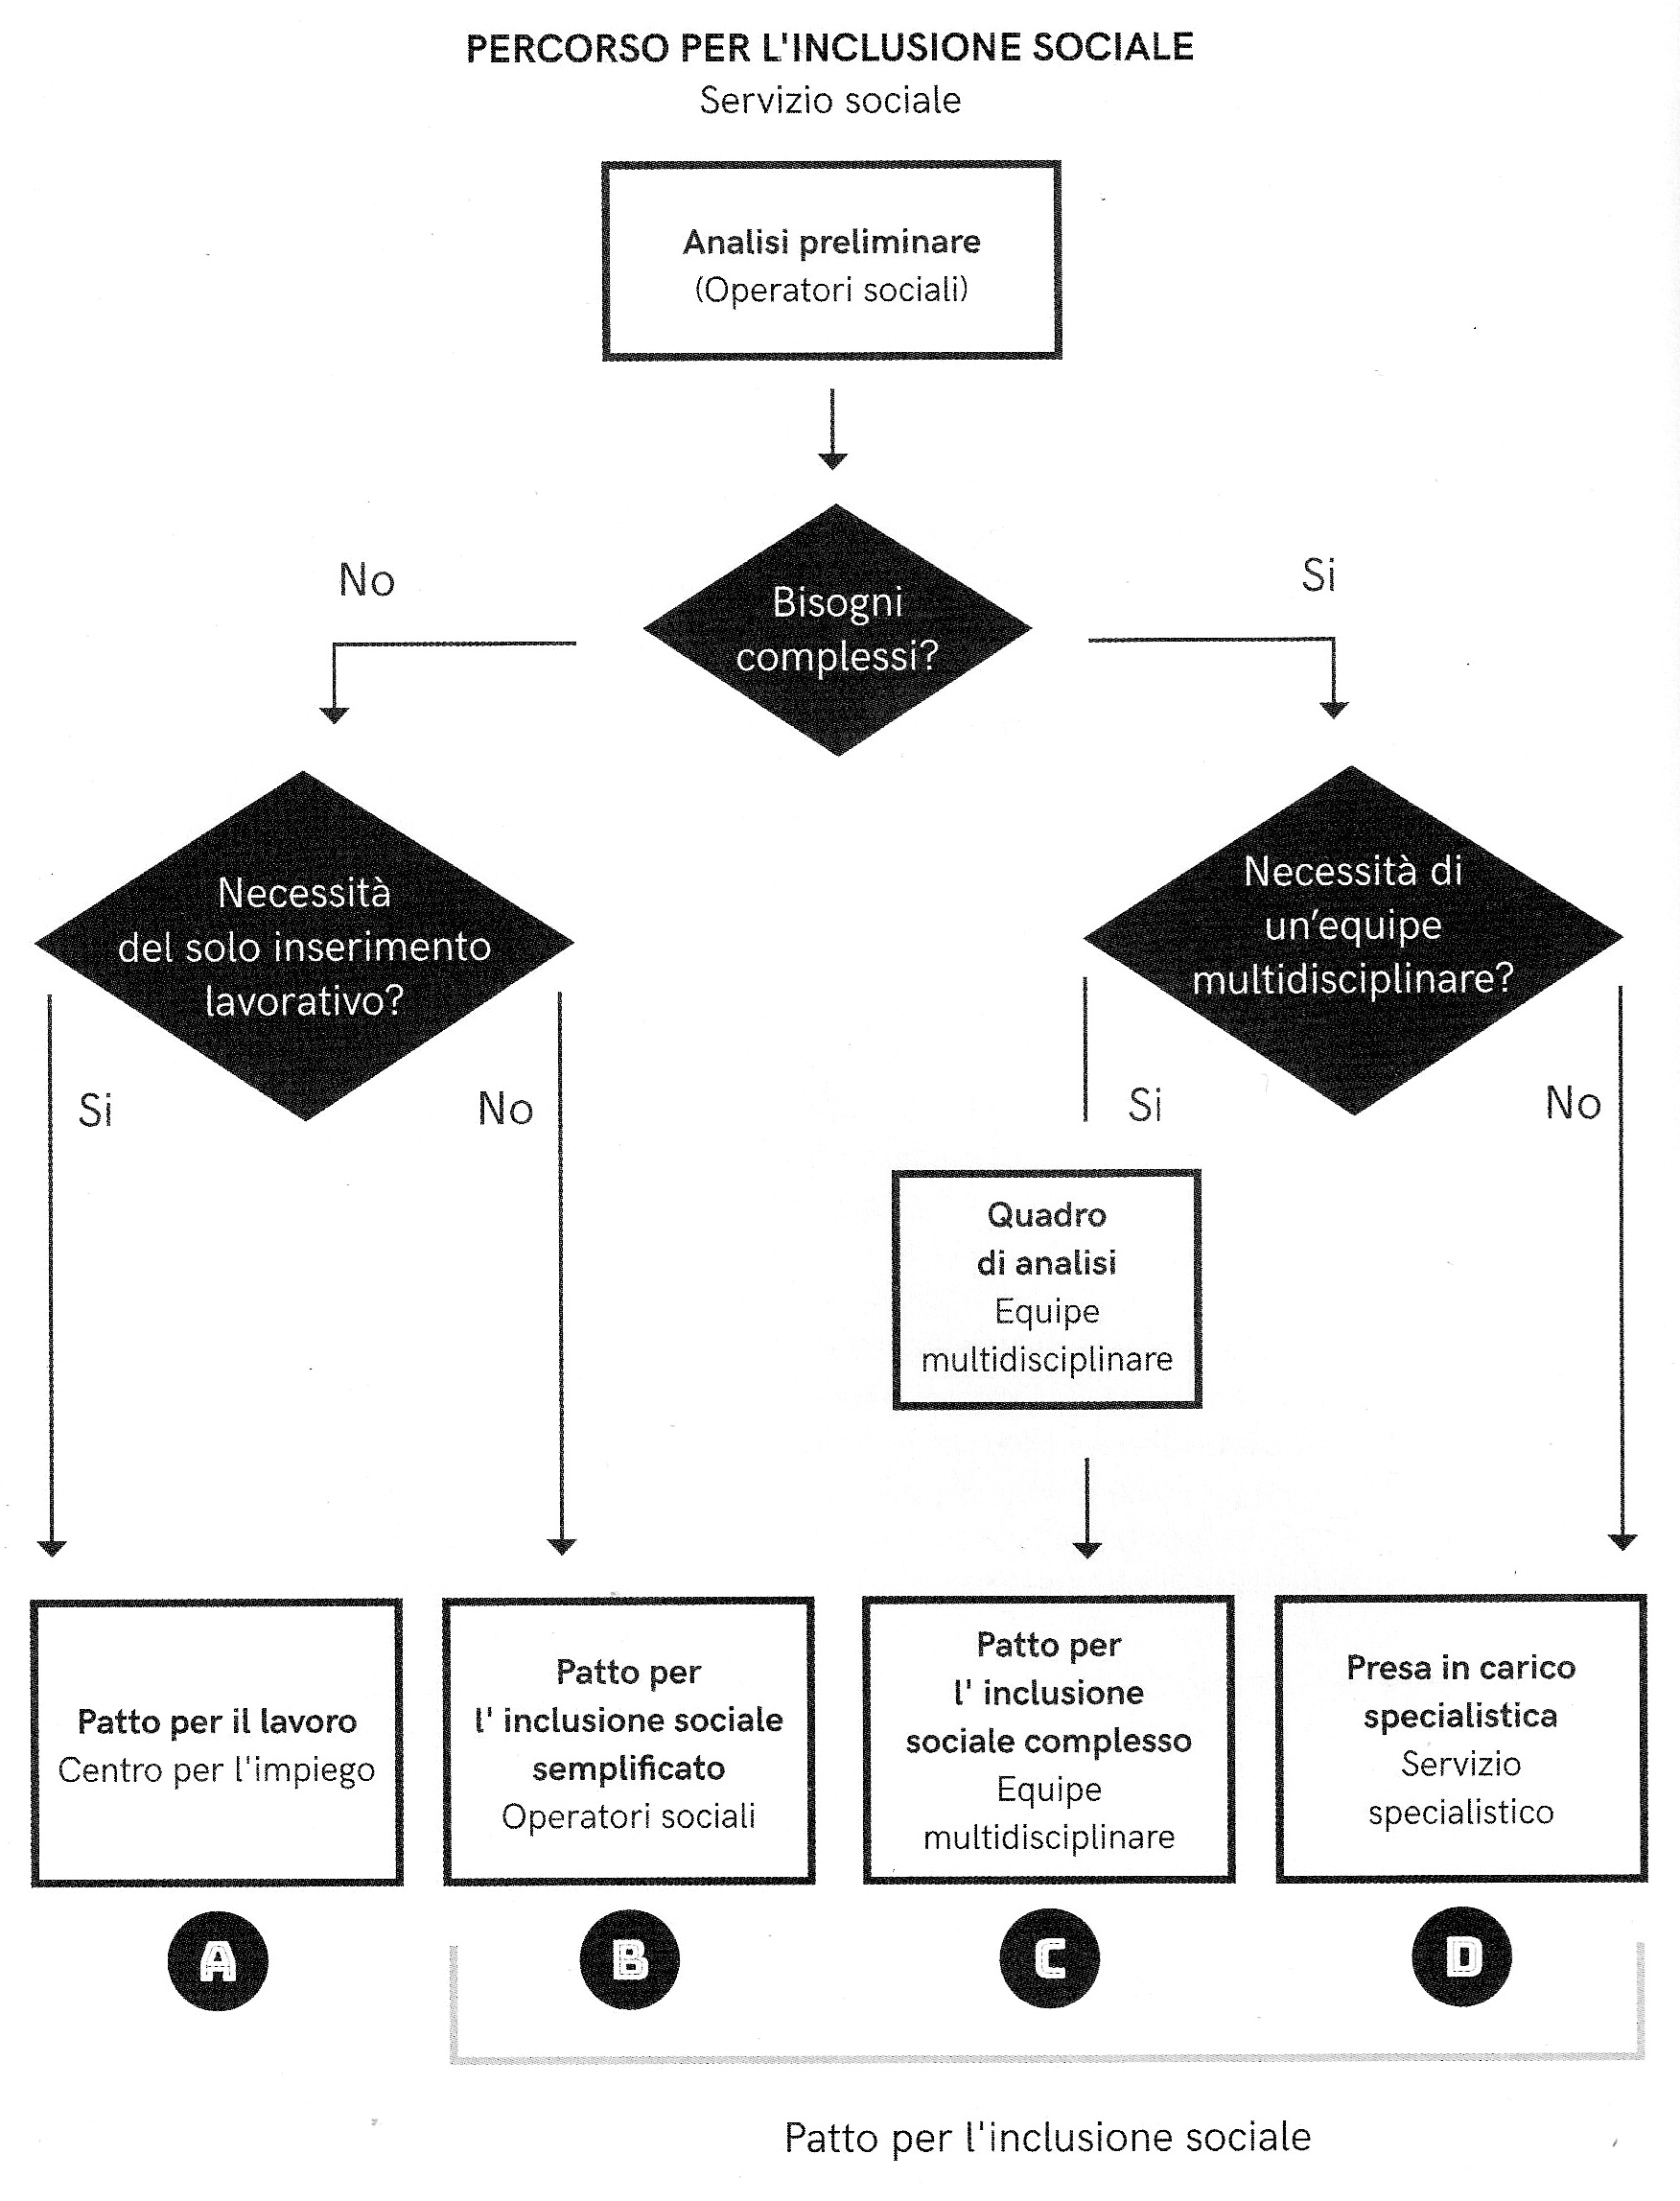 PERCORSO PER L'INCLUSIONE SOCIALE
Servizio sociale
Analisi preliminare
(Operatori sociali)
No
Si
Bisogni
complessi?
Necessità
del solo inserimento
lavorativo?
Necessità di
un’equipe
multidisciplinare?
Si
No
Si
No
Quadro
di analisi
Equipe
multidisciplinare
Patto per il lavoro
Centro per l'impiego
Patto per
l' inclusione sociale
semplificato
Operatori sociali
Patto per
l' inclusione
sociale complesso
Equipe
multidisciplinare
Presa in carico
specialistica
Servizio
specialistico
A
B
C
D
Patto per l'inclusione sociale